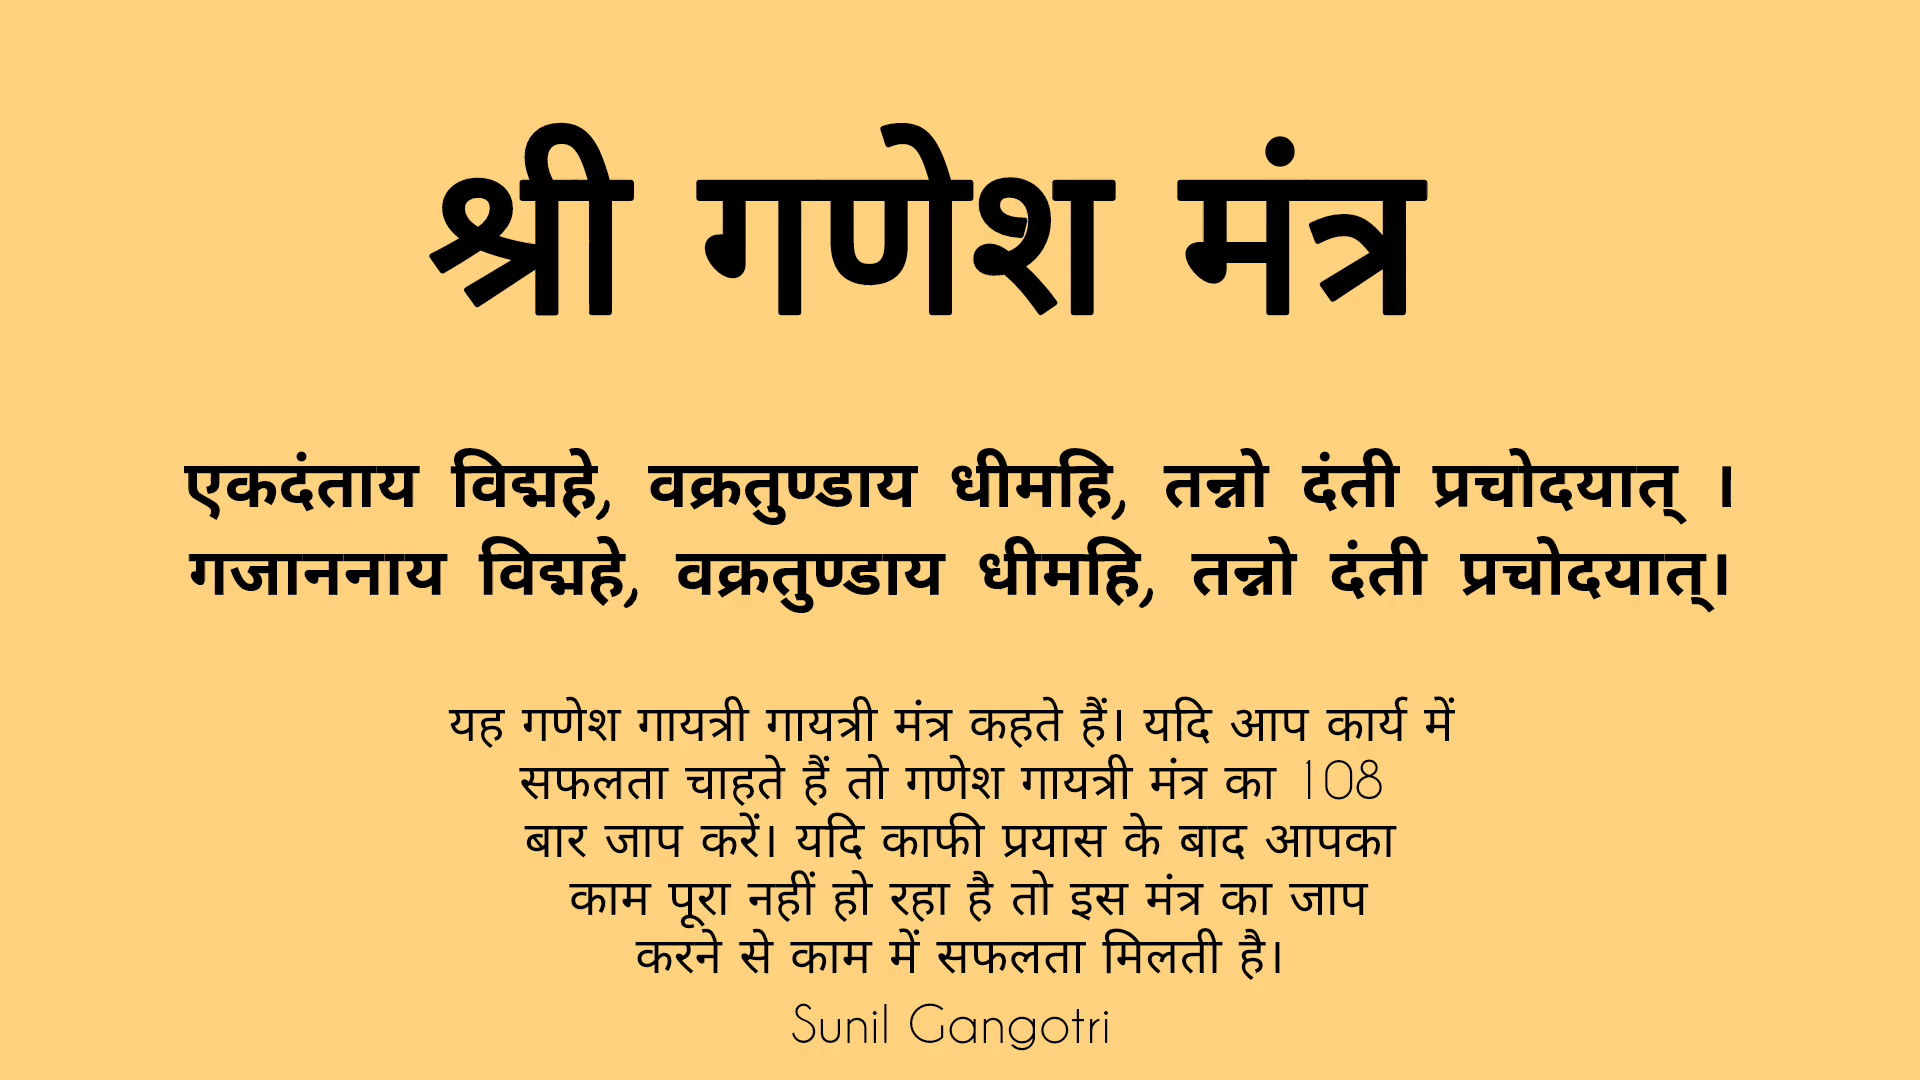 श्री गणेश मंत्र
एकदंताय विद्महे, वक्रतुण्डाय धीमहि, तन्नो दंती प्रचोदयात् ।
गजाननाय विद्महे, वक्रतुण्डाय धीमहि, तन्नो दंती प्रचोदयात्।
यह गणेश गायत्री गायत्री मंत्र कहते हैं। यदि आप कार्य में
सफलता चाहते हैं तो गणेश गायत्री मंत्र का 108
बार जाप करें। यदि काफी प्रयास के बाद आपका
काम पूरा नहीं हो रहा है तो इस मंत्र का जाप
करने से काम में सफलता मिलती है।
Sunil Gangotri